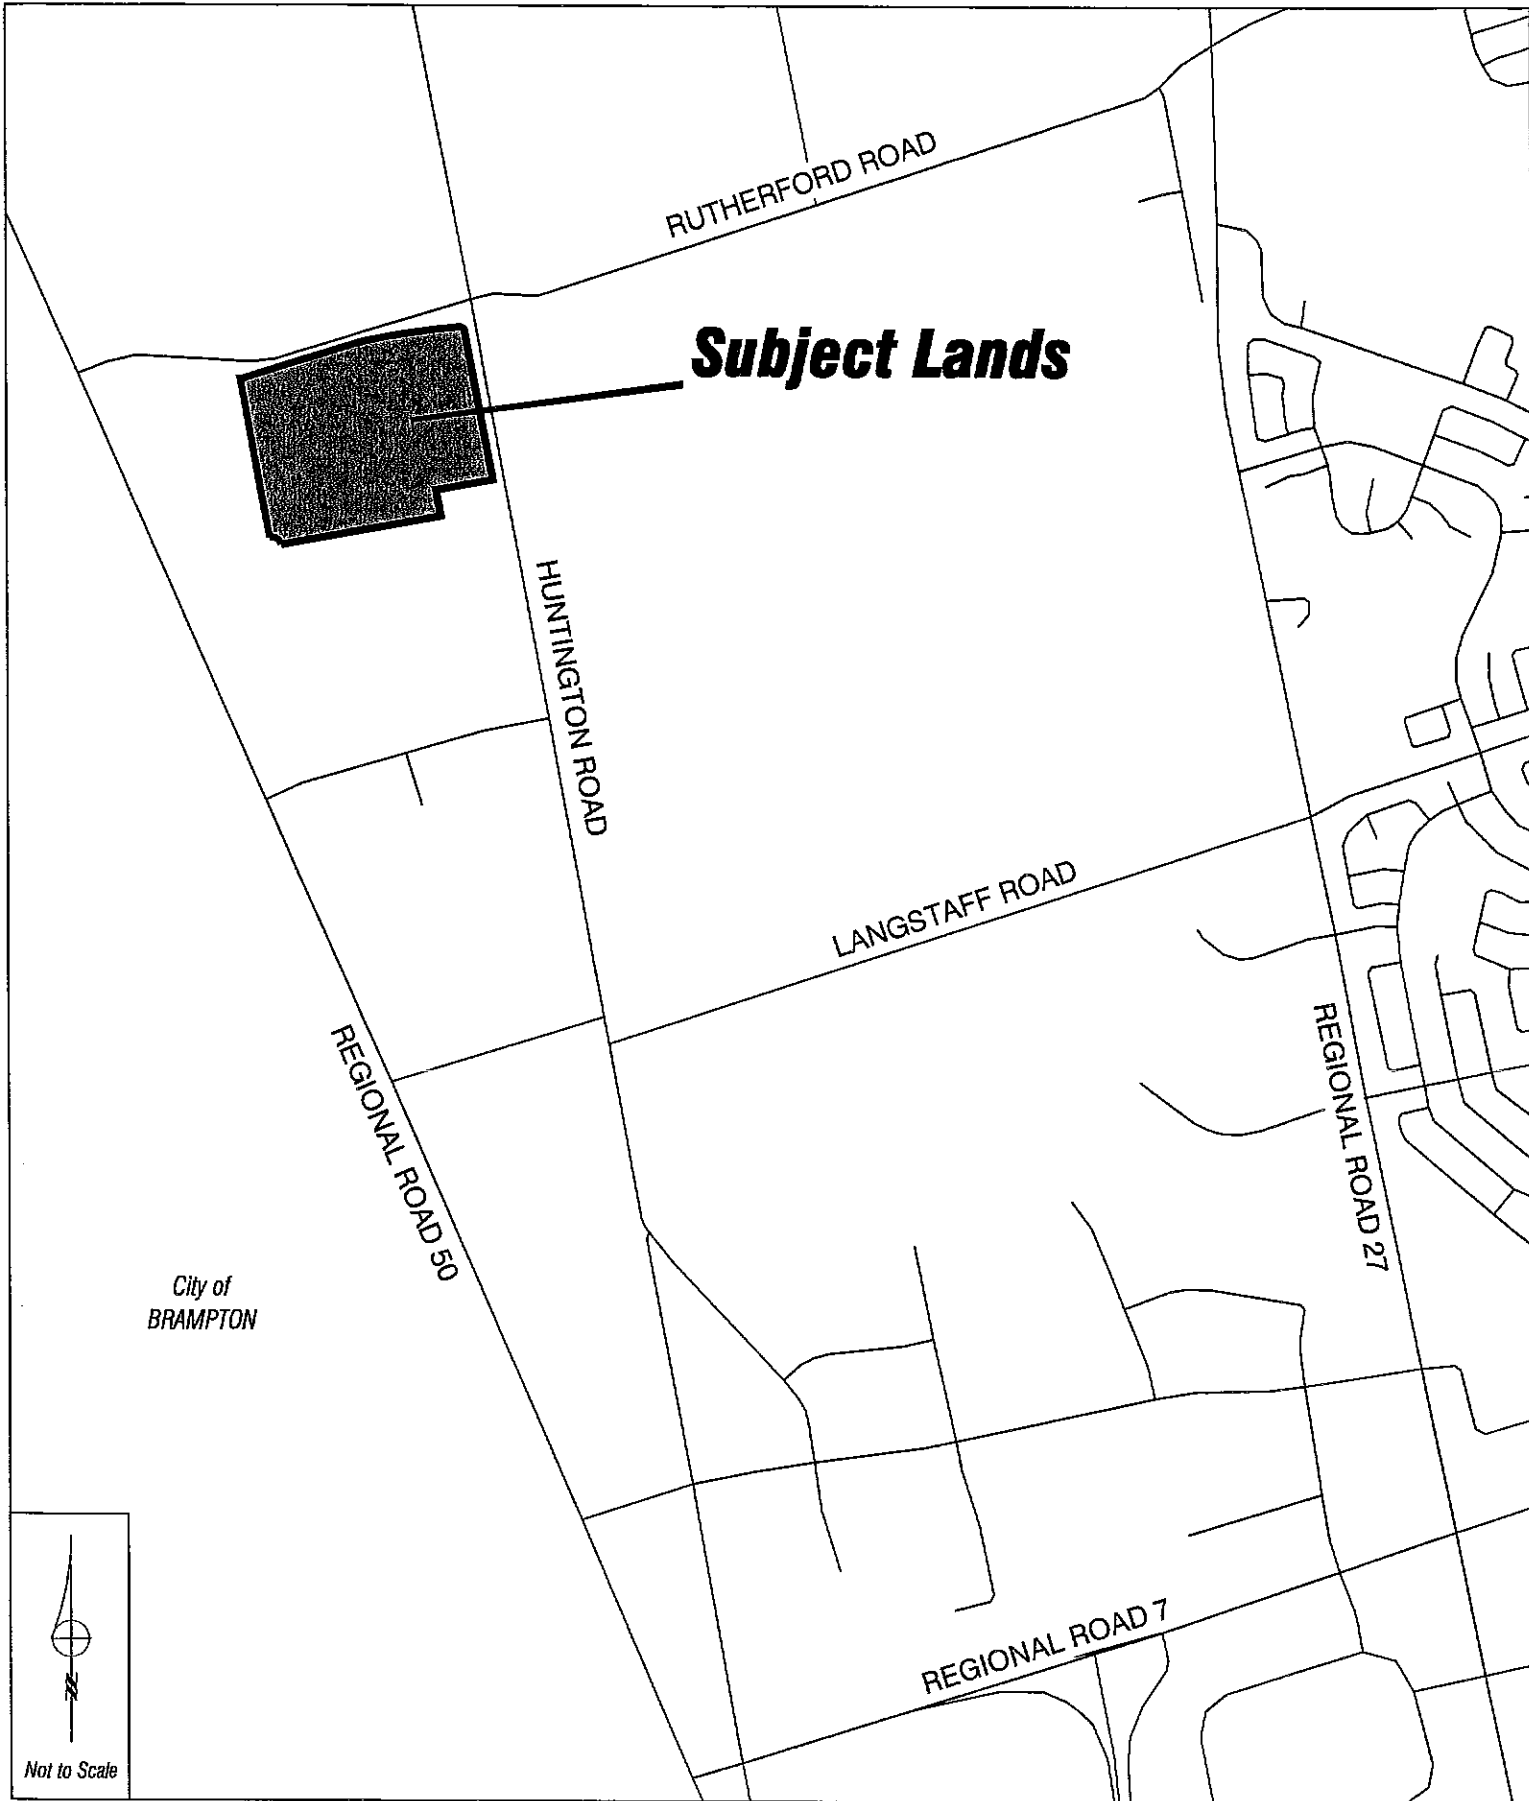 RUTHERFORD ROAD
Subject Lands
HUNTINGTON ROAD
LANGSTAFF ROAD
REGIONAL ROAD 50
REGIONAL ROAD 27
City of
BRAMPTON
REGIONAL ROAD 7
N
Not to Scale